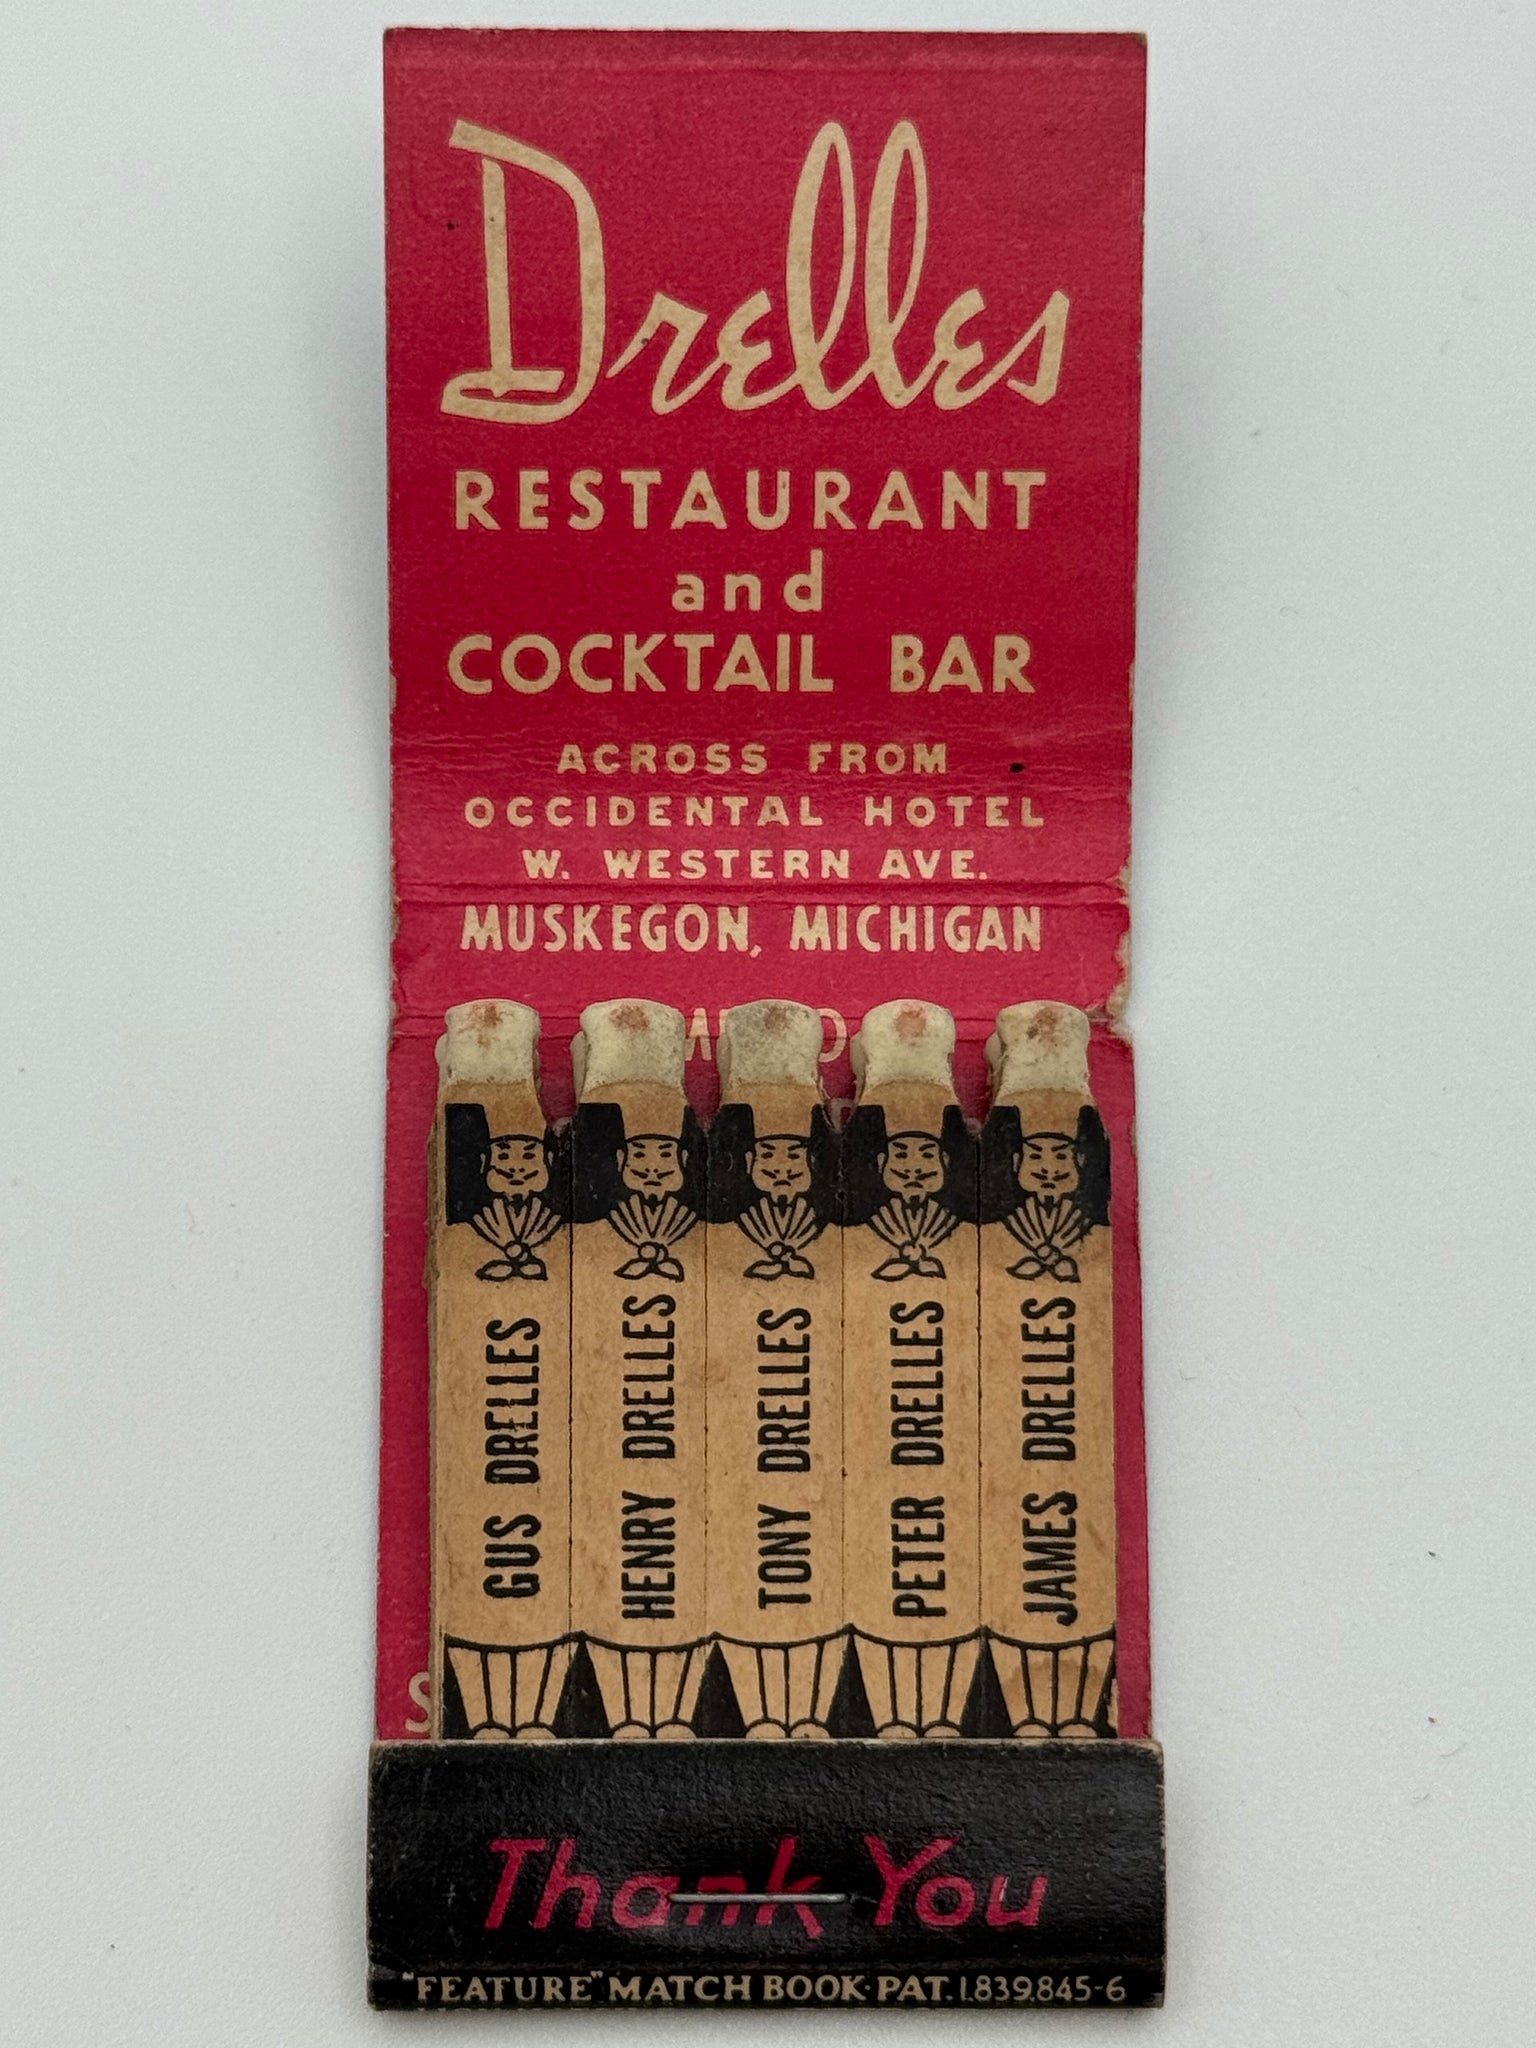 Drelles
RESTAURANT
and
COCKTAIL BAR
ACROSS FROM
OCCIDENTAL HOTEL
W. WESTERN AVE.
MUSKEGON, MICHIGAN
GUS DRELLES
HENRY DRELLES
TONY DRELLES
PETER DRELLES
JAMES DRELLES
Thank You
"FEATURE" MATCH BOOK-PAT. 1.839.845-6